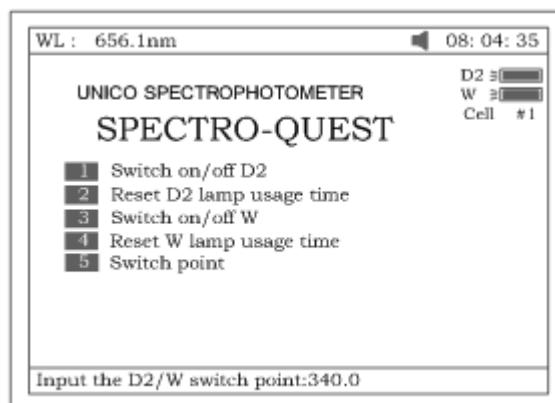 WL : 656.1nm 08: 04: 35
D2
W
Cell #1
UNICO SPECTROPHOTOMETER
SPECTRO-QUEST
1 Switch on/off D2
2 Reset D2 lamp usage time
3 Switch on/off W
4 Reset W lamp usage time
5 Switch point
Input the D2/W switch point:340.0